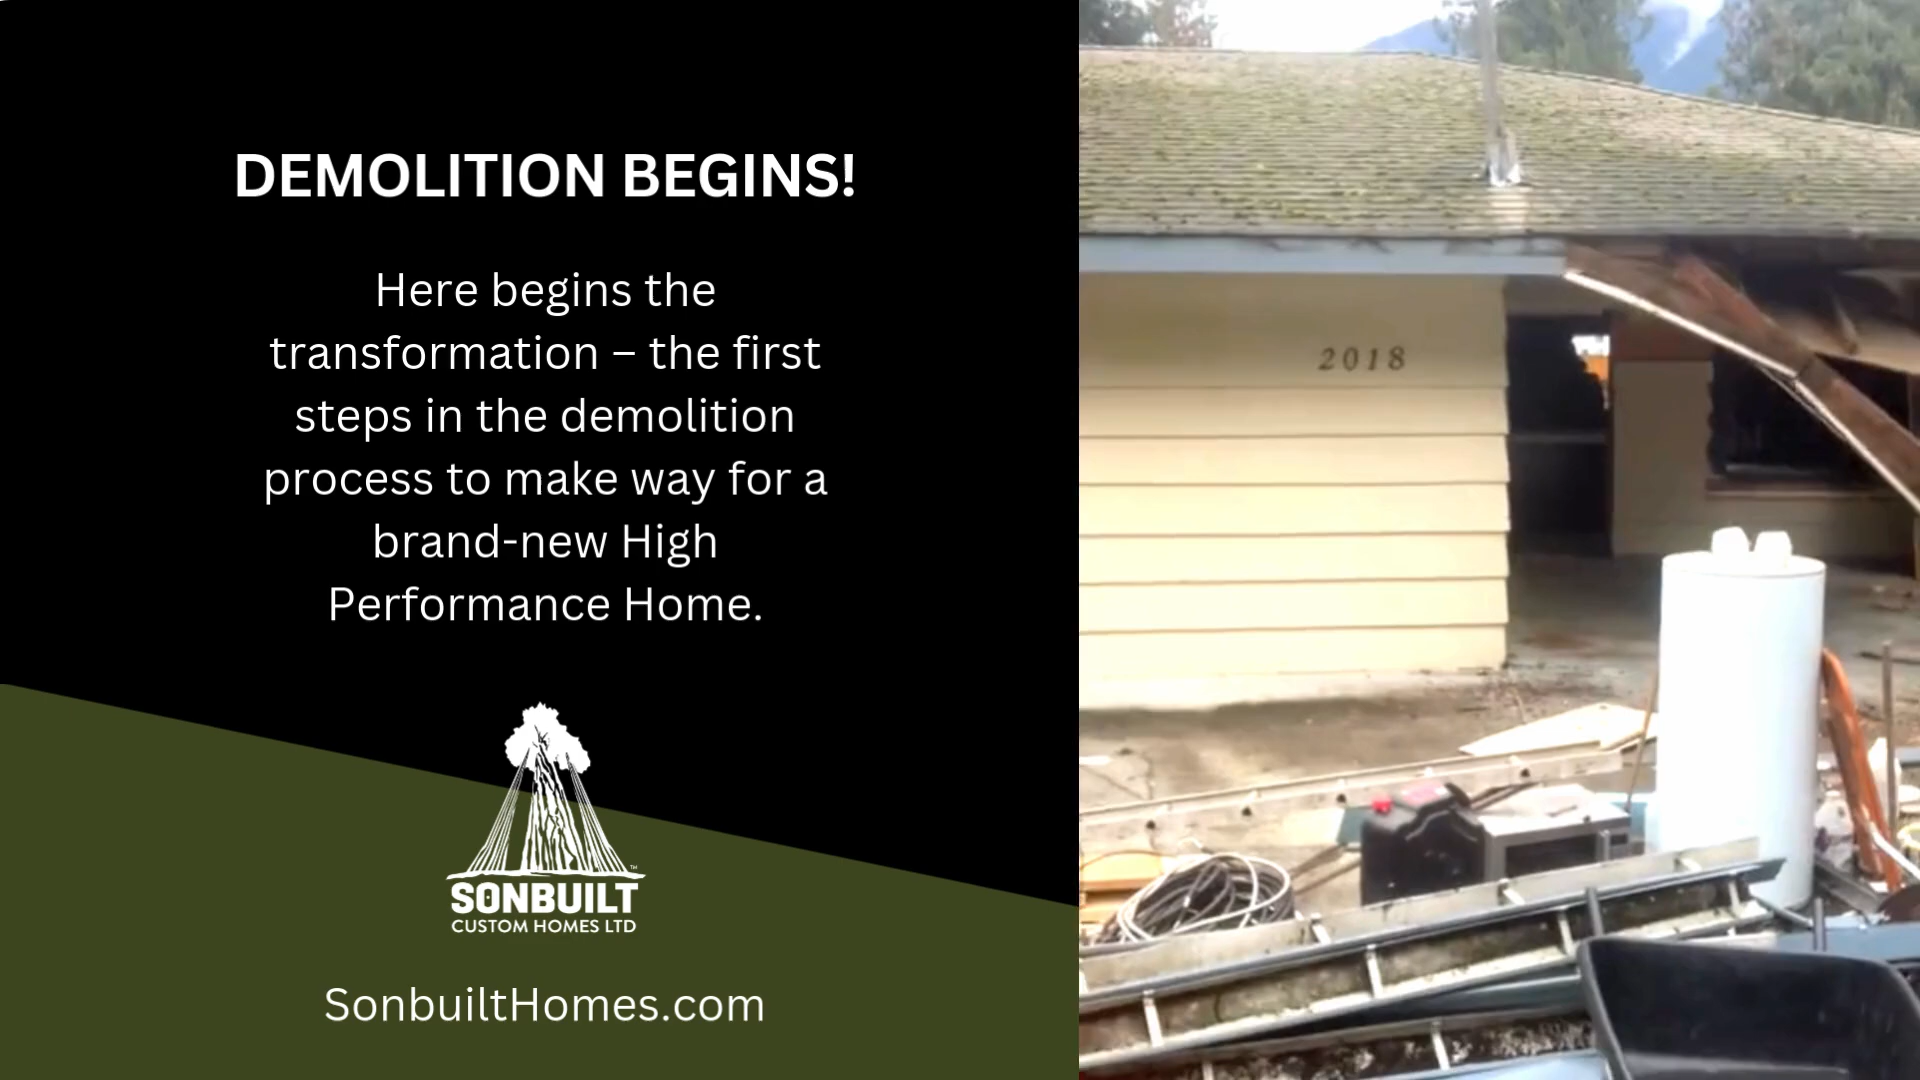 DEMOLITION BEGINS!
Here begins the
transformation – the first
steps in the demolition
process to make way for a
brand-new High
Performance Home.
SONBUILT
™
CUSTOM HOMES LTD
SonbuiltHomes.com
2018